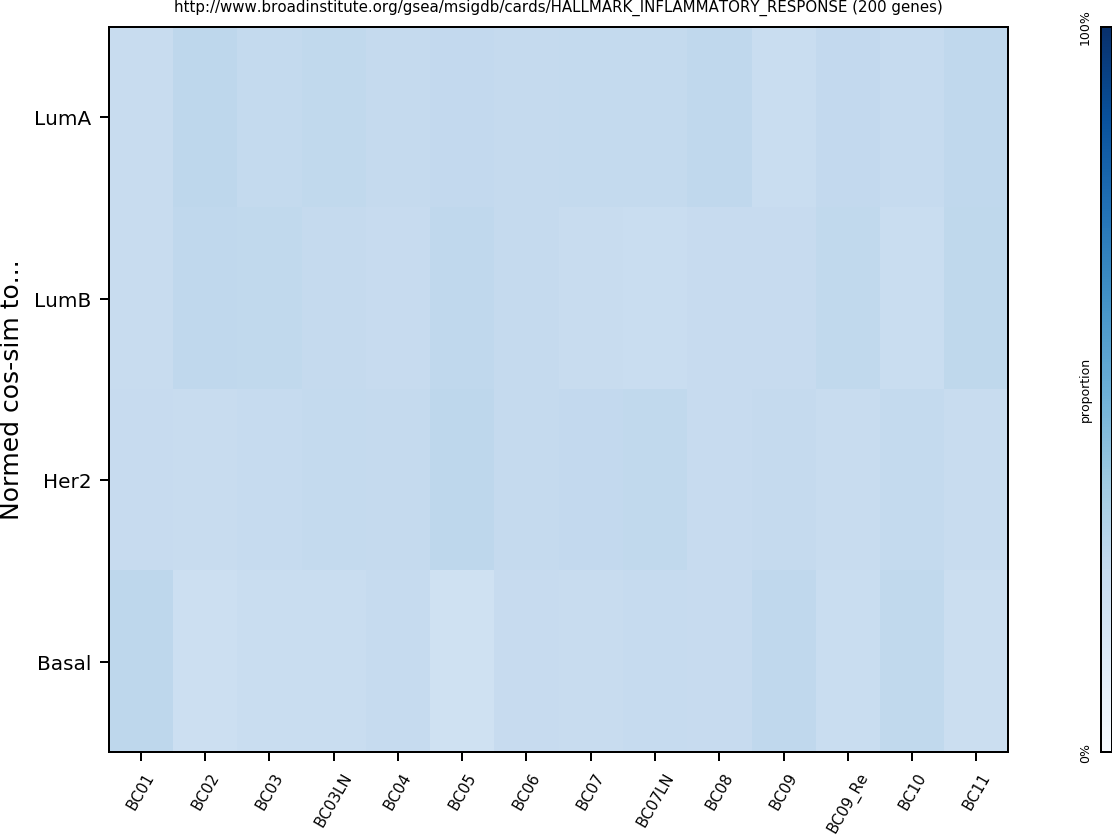 http://www.broadinstitute.org/gsea/msigdb/cards/HALLMARK_INFLAMMATORY_RESPONSE (200 genes)
Normed cos-sim to...
LumA
LumB
Her2
Basal
BC01
BC02
BC03
BC03LN
BC04
BC05
BC06
BC07
BC07LN
BC08
BC09
BC09_Re
BC10
BC11
100%
proportion
0%